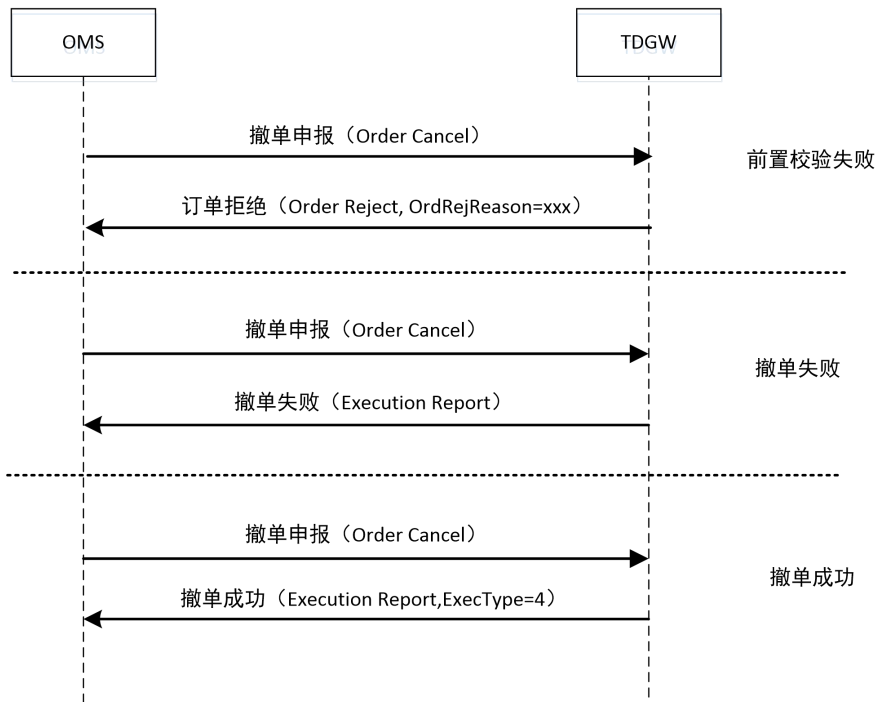 OMS
TDGW
撤单申报（Order Cancel）
前置校验失败
订单拒绝（Order Reject, OrdRejReason=xxx）
撤单申报（Order Cancel）
撤单失败
撤单失败（Execution Report）
撤单申报（Order Cancel）
撤单成功
撤单成功（Execution Report,ExecType=4）